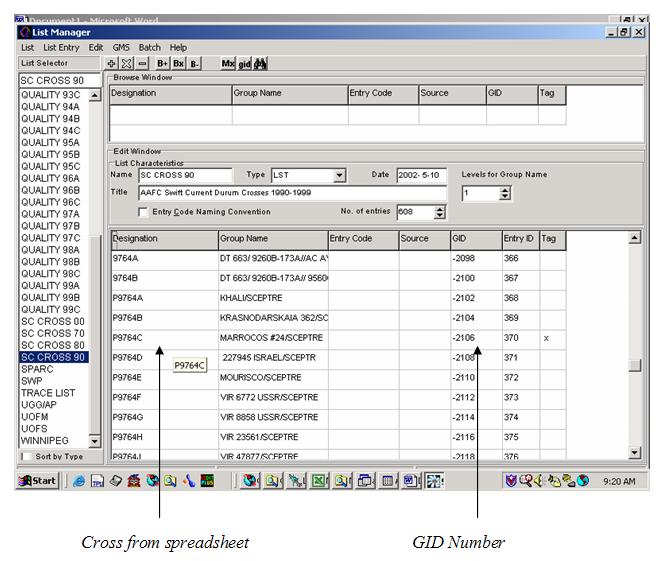 Document1 - Microsoft Word
List Manager
List List Entry Edit GMS Batch Help
List Selector B+ Bx B- Mx gid
SC CROSS 90
QUALITY 93C
QUALITY 94A
QUALITY 94B
QUALITY 94C
QUALITY 95A
QUALITY 95B
QUALITY 95C
QUALITY 96A
QUALITY 96B
QUALITY 96C
QUALITY 97A
QUALITY 97B
QUALITY 97C
QUALITY 98A
QUALITY 98B
QUALITY 98C
QUALITY 99A
QUALITY 99B
QUALITY 99C
SC CROSS 00
SC CROSS 70
SC CROSS 80
SC CROSS 90
SPARC
SWP
TRACE LIST
UGG/AP
UOFM
UOFS
WINNIPEG
Sort by Type
Browse Window
Designation Group Name Entry Code Source GID Tag
Edit Window
List Characteristics
Name SC CROSS 90 Type LST Date 2002- 5-10 Levels for Group Name
Title AAFC Swift Current Durum Crosses 1990-1999 1
Entry Code Naming Convention No. of entries 608
Designation Group Name Entry Code Source GID Entry ID Tag
9764A DT 663/ 9260B-173A//AC A -2098 366
9764B DT 663/ 9260B-173A// 9560 -2100 367
P9764A KHALI/SCEPTRE -2102 368
P9764B KRASNODARSKAIA 362/SC -2104 369
P9764C MARROCOS #24/SCEPTRE -2106 370 x
P9764D 227945 ISRAEL/SCEPTR -2108 371
P9764C
P9764E MOURISCO/SCEPTRE -2110 372
P9764F VIR 6772 USSR/SCEPTRE -2112 373
P9764G VIR 8858 USSR/SCEPTRE -2114 374
P9764H VIR 23561/SCEPTRE -2116 375
P9764J VIR 47877/SCEPTRE -2118 376
Start 9:20 AM
Cross from spreadsheet GID Number